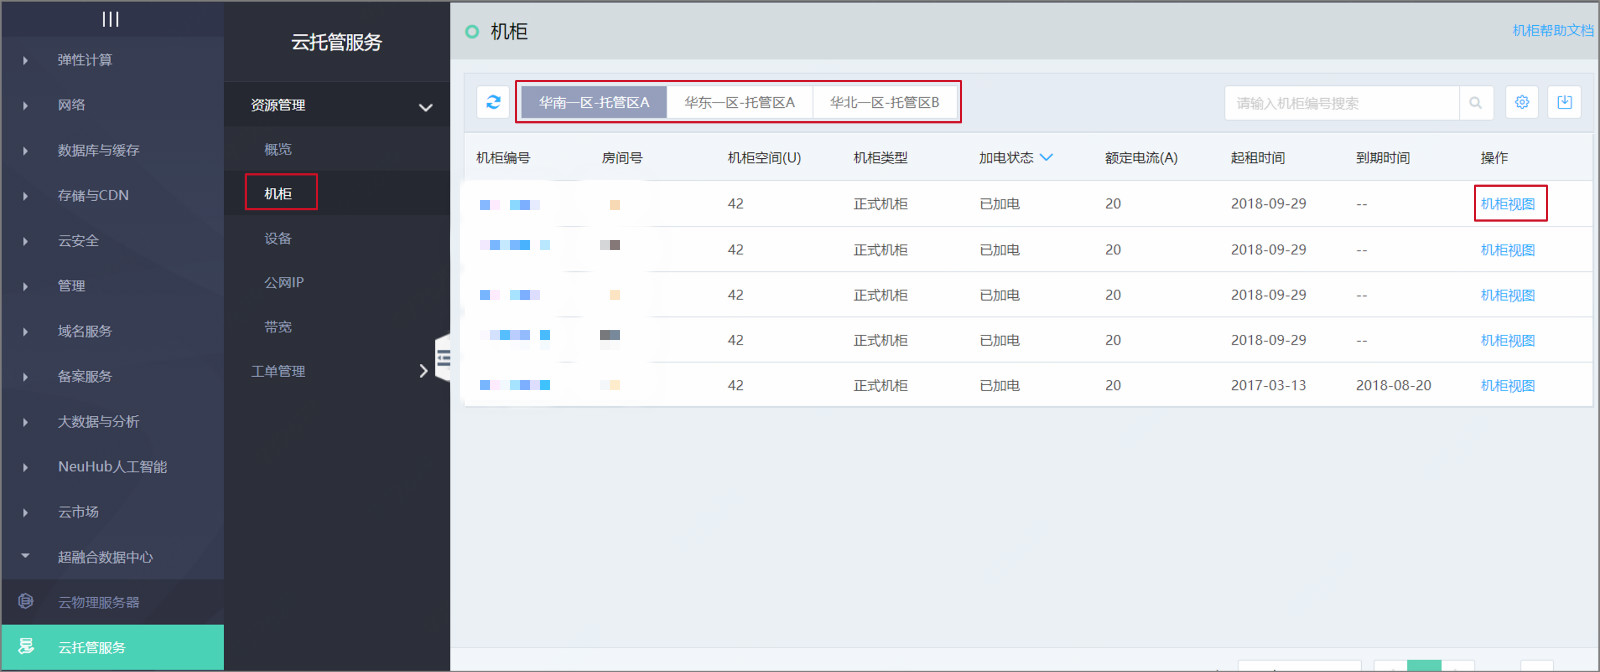 弹性计算
网络
数据库与缓存
存储与CDN
云安全
管理
域名服务
备案服务
大数据与分析
NeuHub人工智能
云市场
超融合数据中心
云物理服务器
云托管服务
云托管服务
资源管理
概览
机柜
设备
公网IP
带宽
工单管理
机柜
机柜帮助文档
华南一区-托管区A 华东一区-托管区A 华北一区-托管区B
请输入机柜编号搜索
机柜编号 房间号 机柜空间(U) 机柜类型 加电状态 额定电流(A) 起租时间 到期时间 操作
42 正式机柜 已加电 20 2018-09-29 -- 机柜视图
42 正式机柜 已加电 20 2018-09-29 -- 机柜视图
42 正式机柜 已加电 20 2018-09-29 -- 机柜视图
42 正式机柜 已加电 20 2018-09-29 -- 机柜视图
42 正式机柜 已加电 20 2017-03-13 2018-08-20 机柜视图